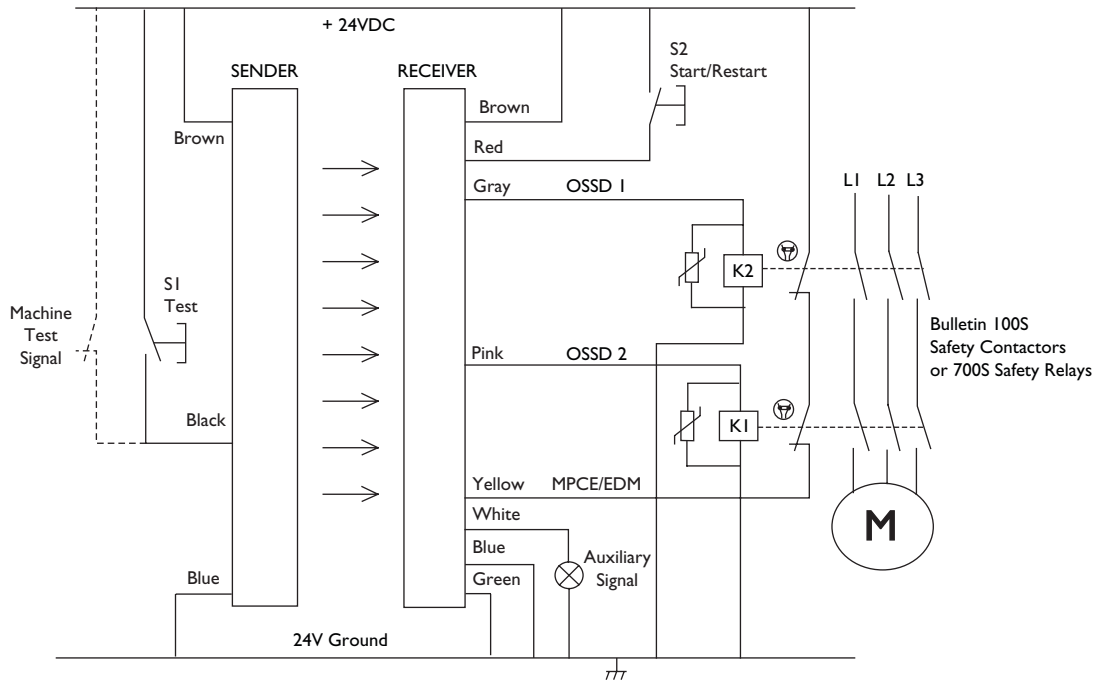 + 24VDC
S2
Start/Restart
SENDER
RECEIVER
Brown
Brown
Red
Gray
OSSD 1
L1
L2
L3
K2
S1
Test
Machine
Test
Signal
Bulletin 100S
Safety Contactors
or 700S Safety Relays
Pink
OSSD 2
Black
K1
Yellow
MPCE/EDM
White
M
Blue
Auxiliary
Signal
Blue
Green
24V Ground